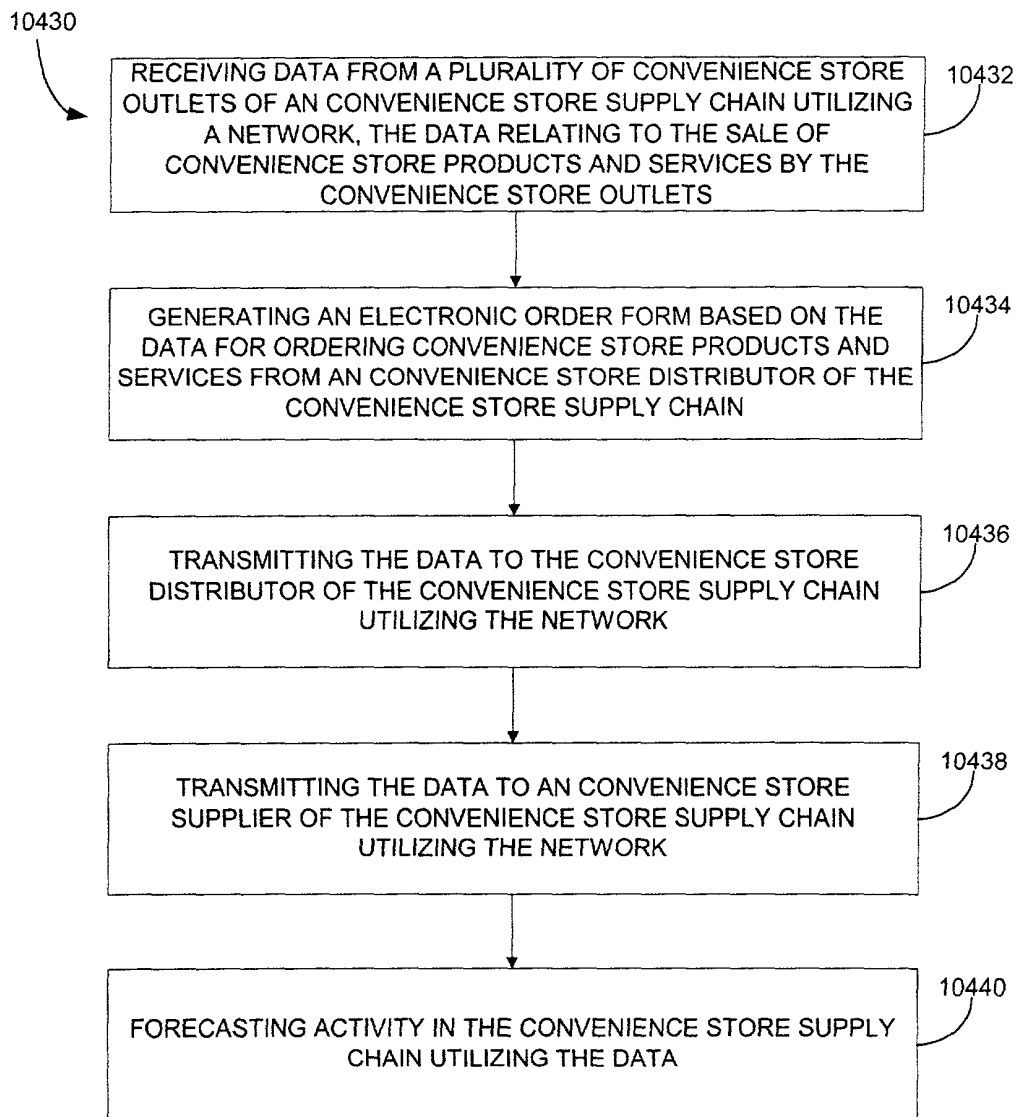 10430
RECEIVING DATA FROM A PLURALITY OF CONVENIENCE STORE
OUTLETS OF AN CONVENIENCE STORE SUPPLY CHAIN UTILIZING
A NETWORK, THE DATA RELATING TO THE SALE OF
CONVENIENCE STORE PRODUCTS AND SERVICES BY THE
CONVENIENCE STORE OUTLETS
10432
GENERATING AN ELECTRONIC ORDER FORM BASED ON THE
DATA FOR ORDERING CONVENIENCE STORE PRODUCTS AND
SERVICES FROM AN CONVENIENCE STORE DISTRIBUTOR OF THE
CONVENIENCE STORE SUPPLY CHAIN
10434
TRANSMITTING THE DATA TO THE CONVENIENCE STORE
DISTRIBUTOR OF THE CONVENIENCE STORE SUPPLY CHAIN
UTILIZING THE NETWORK
10436
TRANSMITTING THE DATA TO AN CONVENIENCE STORE
SUPPLIER OF THE CONVENIENCE STORE SUPPLY CHAIN
UTILIZING THE NETWORK
10438
FORECASTING ACTIVITY IN THE CONVENIENCE STORE SUPPLY
CHAIN UTILIZING THE DATA
10440